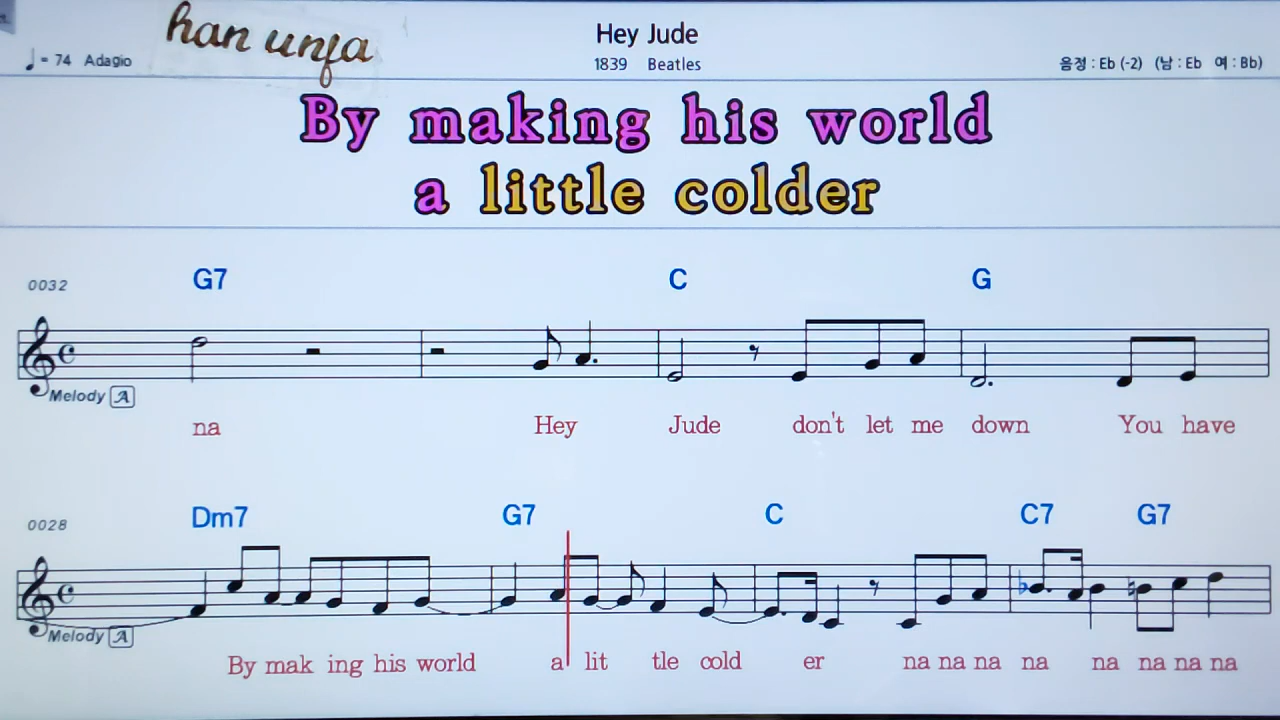 han unfa
Hey Jude
♩= 74 Adagio
1839 Beatles
음정 : Eb (-2) (남 : Eb 여 : Bb)
By making his world
a little colder
0032 G7 C G
Melody A
na Hey Jude don't let me down You have
0028 Dm7 G7 C C7 G7
Melody A
By mak ing his world a lit tle cold er na na na na na na na na